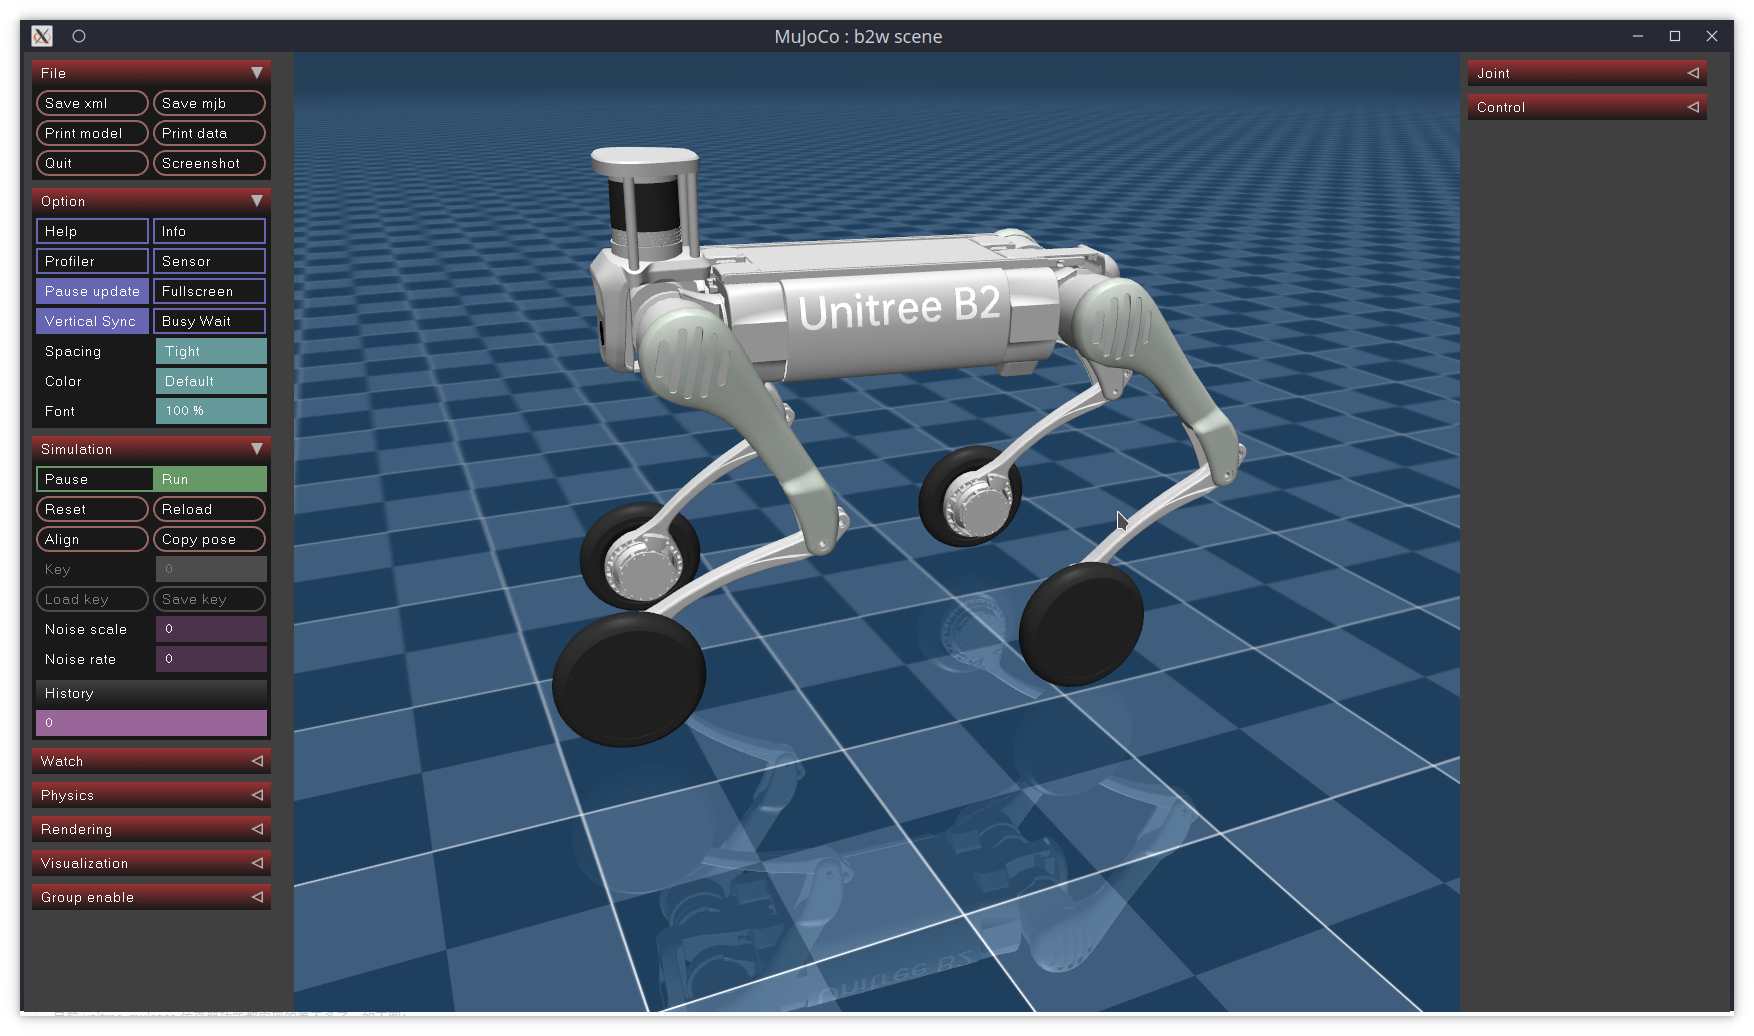 MuJoCo : b2w scene
File
Save xml Save mjb
Print model Print data
Quit Screenshot
Option
Help Info
Profiler Sensor
Pause update Fullscreen
Vertical Sync Busy Wait
Spacing Tight
Color Default
Font 100 %
Simulation
Pause Run
Reset Reload
Align Copy pose
Key 0
Load key Save key
Noise scale 0
Noise rate 0
History
0
Watch
Physics
Rendering
Visualization
Group enable
Unitree B2
Joint
Control